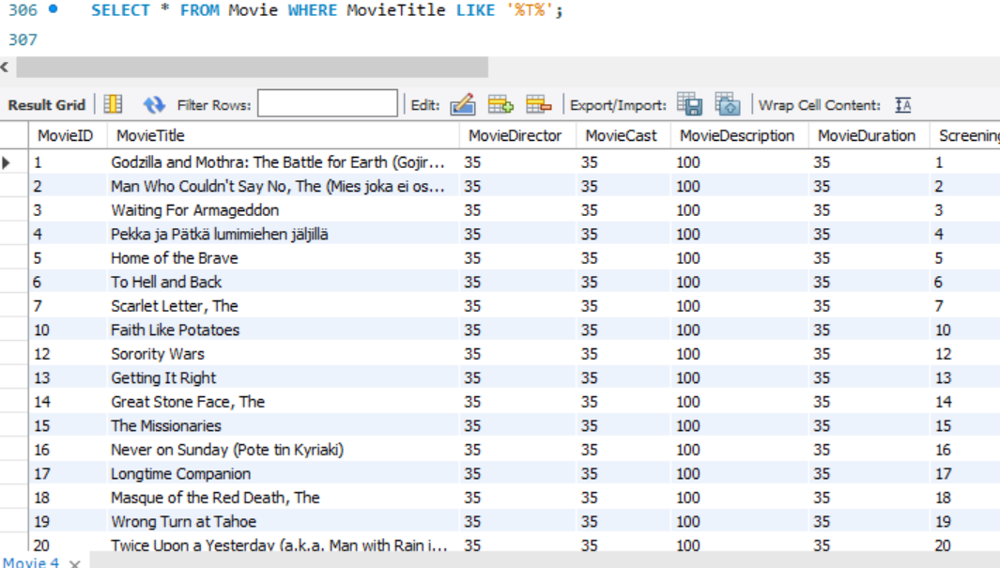 306 SELECT * FROM Movie WHERE MovieTitle LIKE '%T%';
307
Result Grid Filter Rows: Edit: Export/Import: Wrap Cell Content: IA
MovieID MovieTitle MovieDirector MovieCast MovieDescription MovieDuration Screening
1 Godzilla and Mothra: The Battle for Earth (Gojir... 35 35 100 35 1
2 Man Who Couldn't Say No, The (Mies joka ei os... 35 35 100 35 2
3 Waiting For Armageddon 35 35 100 35 3
4 Pekka ja Pätkä lumimiehen jäljillä 35 35 100 35 4
5 Home of the Brave 35 35 100 35 5
6 To Hell and Back 35 35 100 35 6
7 Scarlet Letter, The 35 35 100 35 7
10 Faith Like Potatoes 35 35 100 35 10
12 Sorority Wars 35 35 100 35 12
13 Getting It Right 35 35 100 35 13
14 Great Stone Face, The 35 35 100 35 14
15 The Missionaries 35 35 100 35 15
16 Never on Sunday (Pote tin Kyriaki) 35 35 100 35 16
17 Longtime Companion 35 35 100 35 17
18 Masque of the Red Death, The 35 35 100 35 18
19 Wrong Turn at Tahoe 35 35 100 35 19
20 Twice Upon a Yesterday (a.k.a. Man with Rain i... 35 35 100 35 20
Movie 4